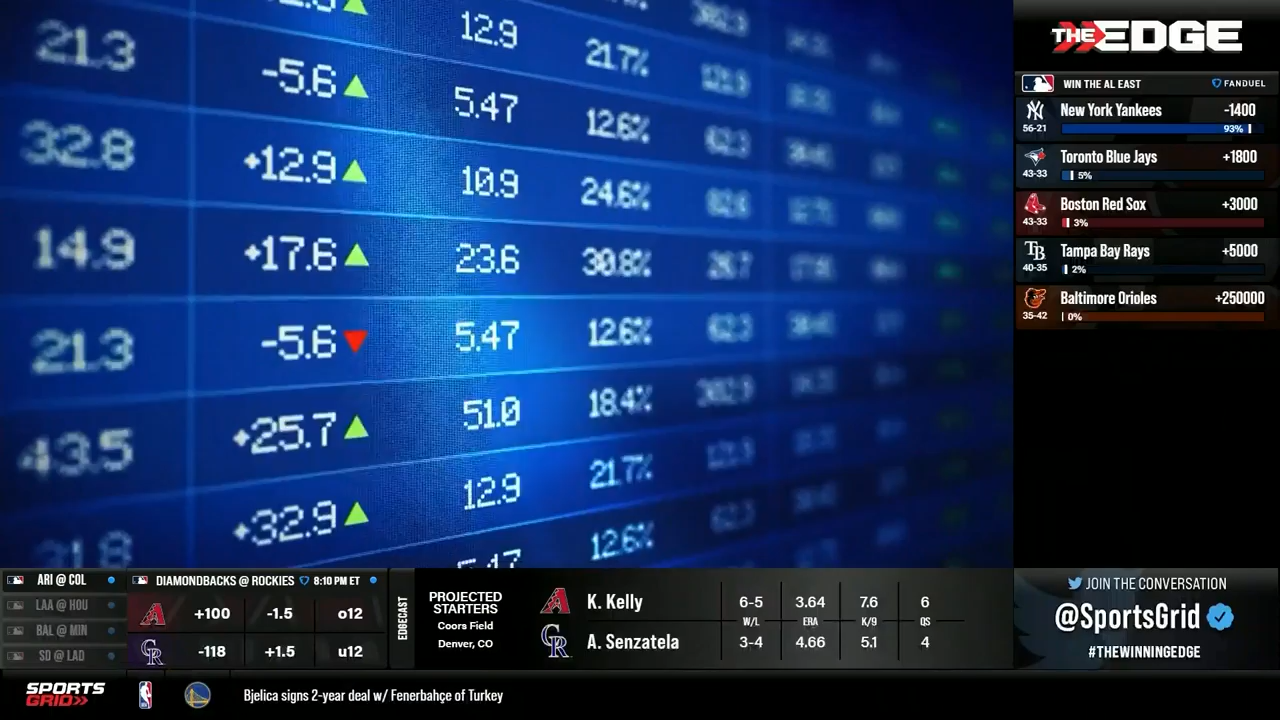 21.3
-5.6
12.9
5.47
21.7%
12.6%
32.8
+12.9
10.9
24.6%
14.9
+17.6
23.6
30.8%
21.3
-5.6
5.47
12.6%
43.5
+25.7
51.0
18.4%
31.8
+32.9
12.9
21.7%
5.47
12.6%
THE EDGE
WIN THE AL EAST FANDUEL
New York Yankees -1400
56-21 93%
Toronto Blue Jays +1800
43-33 5%
Boston Red Sox +3000
43-33 3%
TB Tampa Bay Rays +5000
40-35 2%
Baltimore Orioles +250000
35-42 0%
ARI @ COL
LAA @ HOU
BAL @ MIN
SD @ LAD
DIAMONDBACKS @ ROCKIES 8:10 PM ET
+100 -1.5 o12
-118 +1.5 u12
EDGECAST
PROJECTED
STARTERS
Coors Field
Denver, CO
K. Kelly 6-5 3.64 7.6 6
W/L ERA K/9 QS
A. Senzatela 3-4 4.66 5.1 4
JOIN THE CONVERSATION
@SportsGrid
#THEWINNINGEDGE
SPORTS
GRID
Bjelica signs 2-year deal w/ Fenerbahçe of Turkey